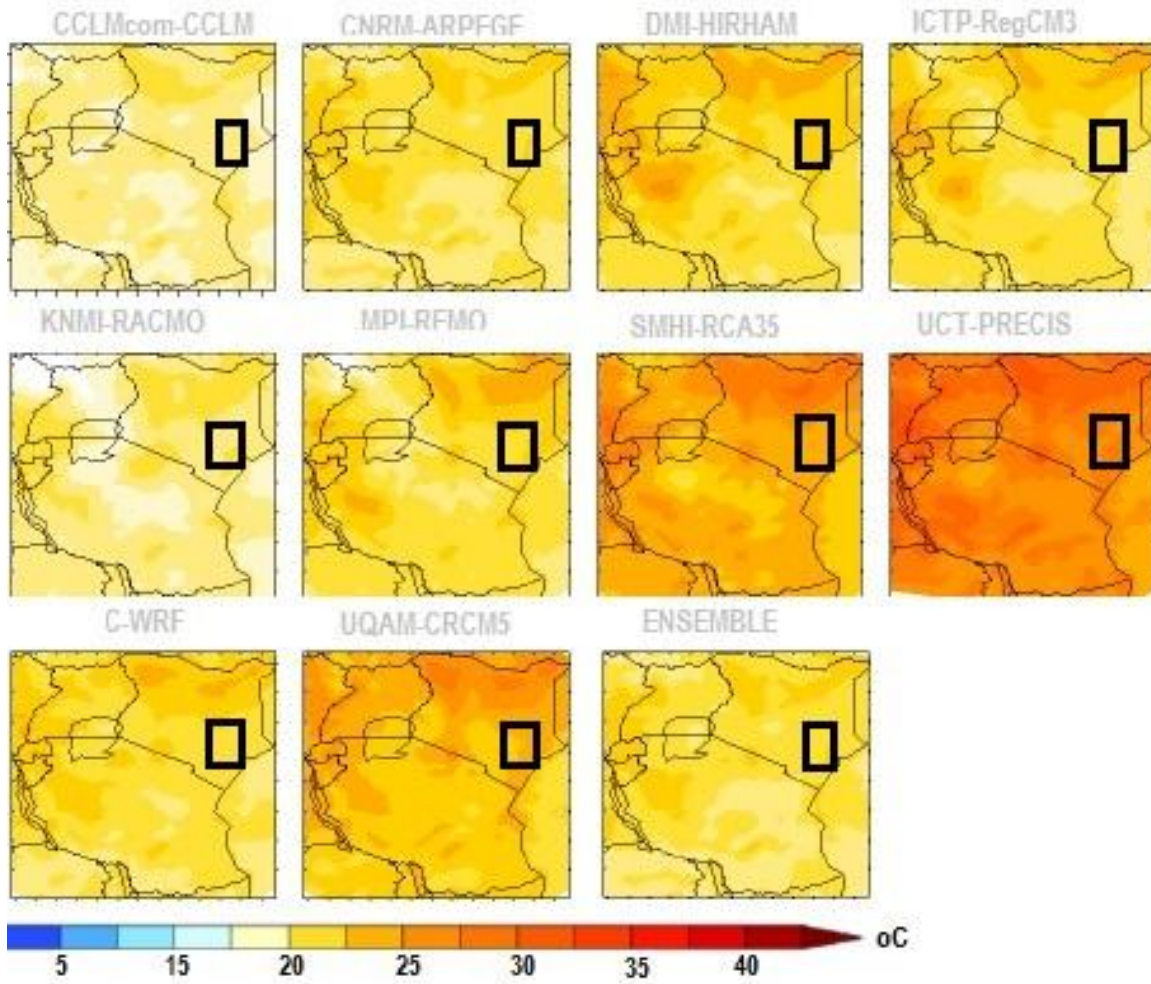 CCLMcom-CCLM CNRM-ARPEGE DMI-HIRHAM ICTP-RegCM3
KNMI-RACMO MPI-REMO SMHI-RCA35 UCT-PRECIS
C-WRF UQAM-CRCM5 ENSEMBLE
oC
5 15 20 25 30 35 40